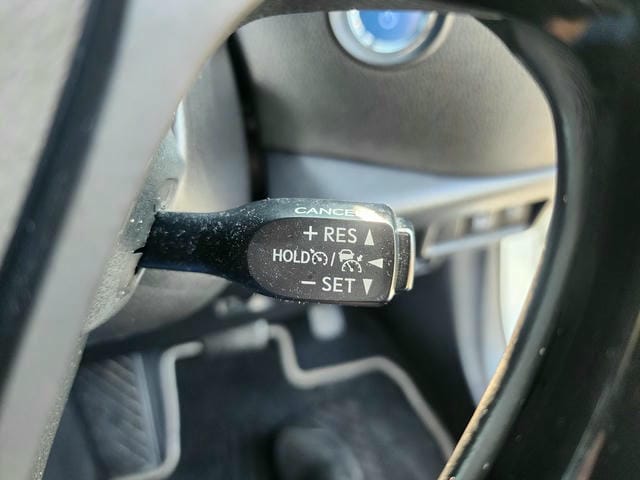 CANCEL
+ RES
HOLD /
− SET